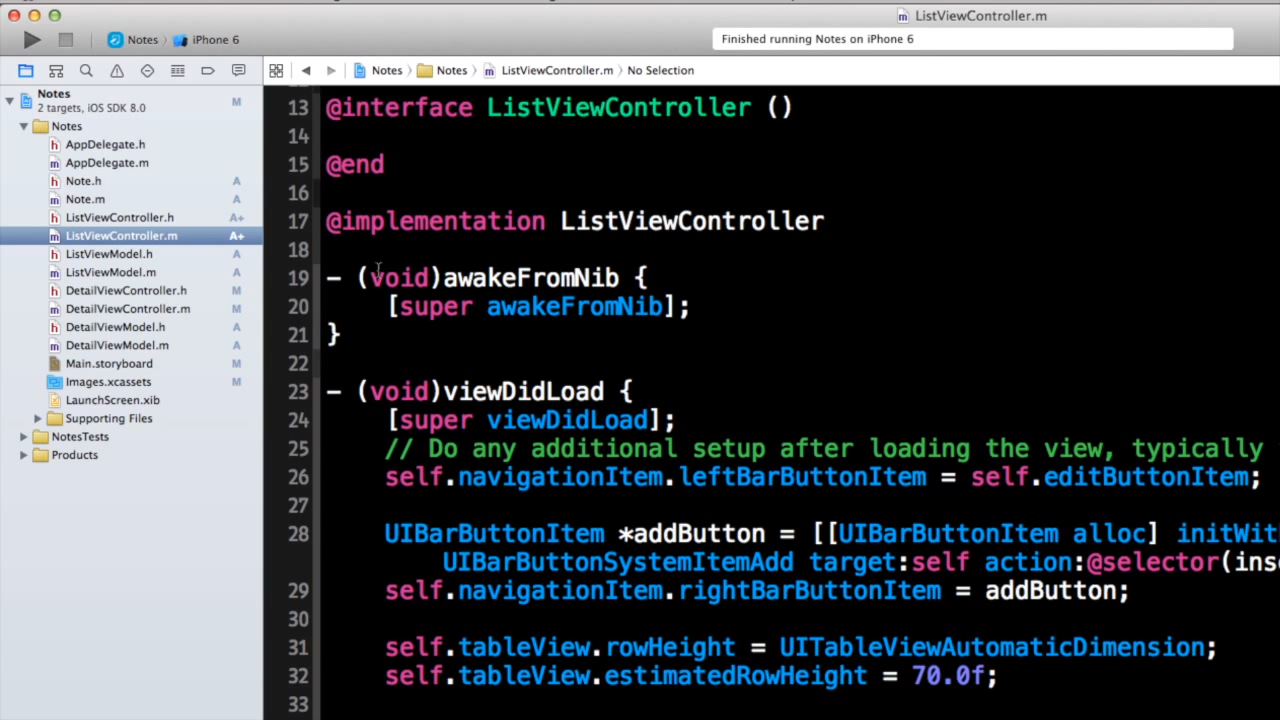 ListViewController.m
Notes iPhone 6
Finished running Notes on iPhone 6
Notes Notes ListViewController.m No Selection
Notes
2 targets, iOS SDK 8.0 M
Notes
AppDelegate.h
AppDelegate.m
Note.h A
Note.m A
ListViewController.h A+
ListViewController.m A+
ListViewModel.h A
ListViewModel.m A
DetailViewController.h M
DetailViewController.m M
DetailViewModel.h A
DetailViewModel.m A
Main.storyboard M
Images.xcassets M
LaunchScreen.xib
Supporting Files
NotesTests
Products
13 @interface ListViewController ()
14
15 @end
16
17 @implementation ListViewController
18
19 - (void)awakeFromNib {
20 [super awakeFromNib];
21 }
22
23 - (void)viewDidLoad {
24 [super viewDidLoad];
25 // Do any additional setup after loading the view, typically
26 self.navigationItem.leftBarButtonItem = self.editButtonItem;
27
28 UIBarButtonItem *addButton = [[UIBarButtonItem alloc] initWit
UIBarButtonSystemItemAdd target:self action:@selector(ins
29 self.navigationItem.rightBarButtonItem = addButton;
30
31 self.tableView.rowHeight = UITableViewAutomaticDimension;
32 self.tableView.estimatedRowHeight = 70.0f;
33